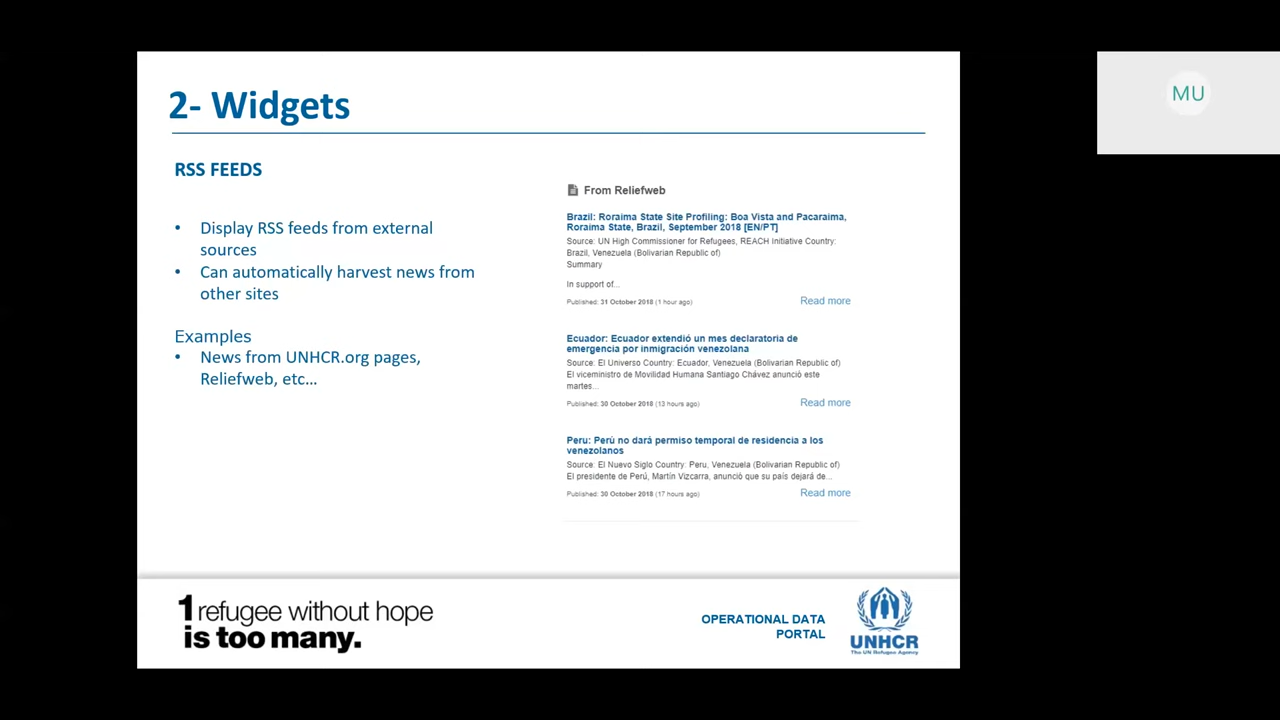 2- Widgets
RSS FEEDS
• Display RSS feeds from external
sources
• Can automatically harvest news from
other sites
Examples
• News from UNHCR.org pages,
Reliefweb, etc...
From Reliefweb
Brazil: Roraima State Site Profiling: Boa Vista and Pacaraima,
Roraima State, Brazil, September 2018 [EN/PT]
Source: UN High Commissioner for Refugees, REACH Initiative Country:
Brazil, Venezuela (Bolivarian Republic of)
Summary
In support of...
Published: 31 October 2018 (1 hour ago) Read more
Ecuador: Ecuador extendió un mes declaratoria de
emergencia por inmigración venezolana
Source: El Universo Country: Ecuador, Venezuela (Bolivarian Republic of)
El viceministro de Movilidad Humana Santiago Chávez anunció este
martes...
Published: 30 October 2018 (13 hours ago) Read more
Peru: Perú no dará permiso temporal de residencia a los
venezolanos
Source: El Nuevo Siglo Country: Peru, Venezuela (Bolivarian Republic of)
El presidente de Perú, Martín Vizcarra, anunció que su país dejará de...
Published: 30 October 2018 (17 hours ago) Read more
1 refugee without hope
is too many.
OPERATIONAL DATA
PORTAL
UNHCR
The UN Refugee Agency
MU